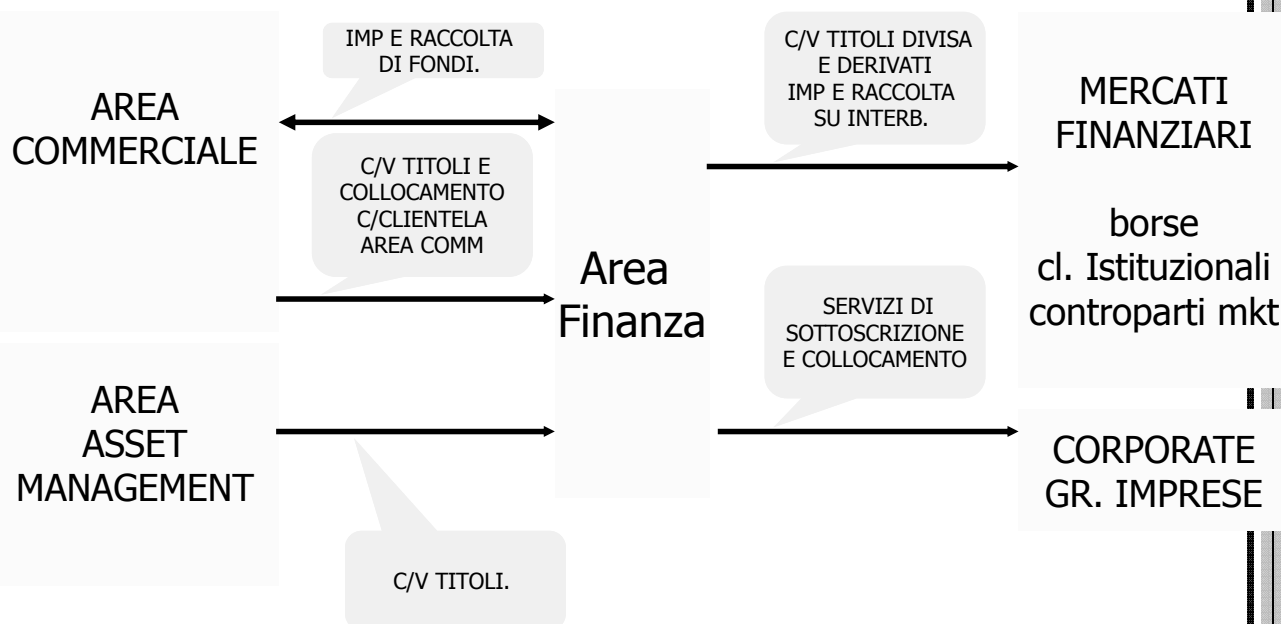 IMP E RACCOLTA
DI FONDI.
AREA
COMMERCIALE
C/V TITOLI E
COLLOCAMENTO
C/CLIENTELA
AREA COMM
AREA
ASSET
MANAGEMENT
C/V TITOLI.
Area
Finanza
C/V TITOLI DIVISA
E DERIVATI
IMP E RACCOLTA
SU INTERB.
SERVIZI DI
SOTTOSCRIZIONE
E COLLOCAMENTO
MERCATI
FINANZIARI
borse
cl. Istituzionali
controparti mkt
CORPORATE
GR. IMPRESE